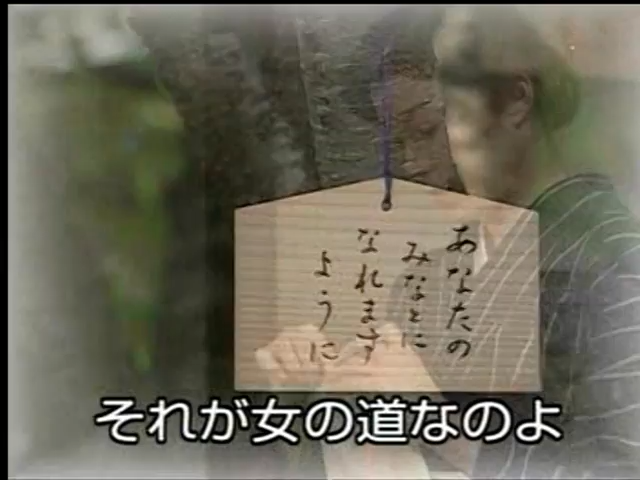 あなたの
みなとに
なれます
ように
それが女の道なのよ